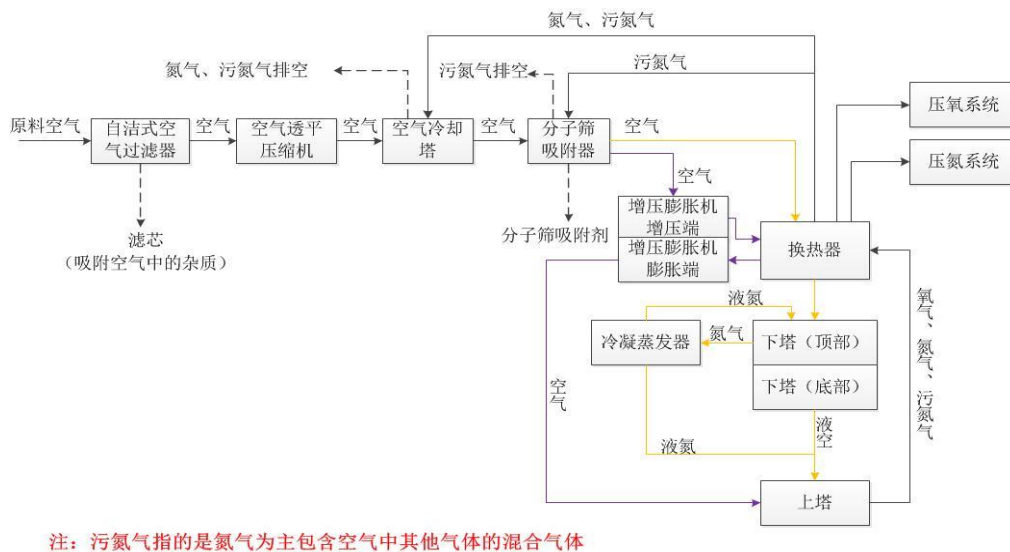 氮气、污氮气
氮气、污氮气排空
污氮气排空
污氮气
压氧系统
压氮系统
原料空气
自洁式空
气过滤器
空气
空气透平
压缩机
空气
空气冷却
塔
空气
分子筛
吸附器
空气
空气
滤芯
(吸附空气中的杂质)
分子筛吸附剂
增压膨胀机
增压端
增压膨胀机
膨胀端
换热器
液氮
冷凝蒸发器
氮气
下塔（顶部）
下塔（底部）
空气
液空
液氮
氧气、氮气、污氮气
上塔
注：污氮气指的是氮气为主包含空气中其他气体的混合气体